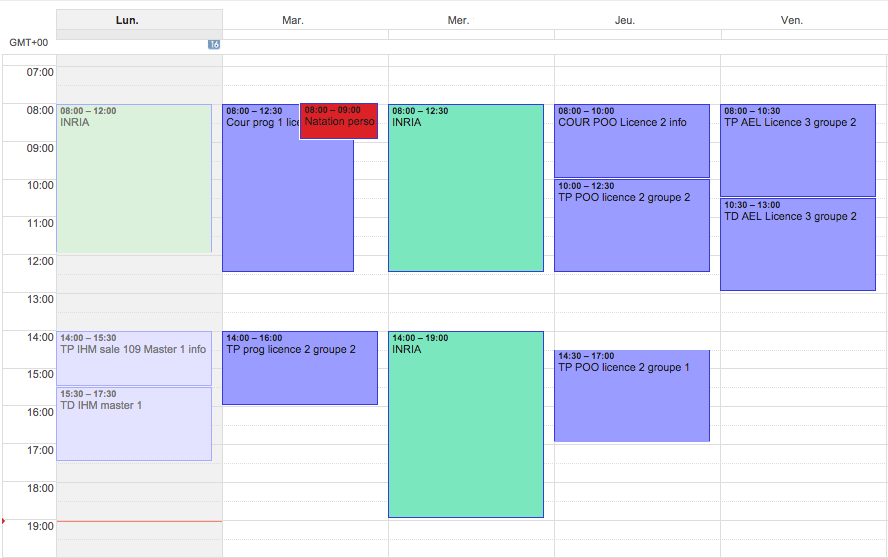 Lun.
Mar.
Mer.
Jeu.
Ven.
GMT+00
16
07:00
08:00
09:00
10:00
11:00
12:00
13:00
14:00
15:00
16:00
17:00
18:00
19:00
08:00 – 12:00
INRIA
14:00 – 15:30
TP IHM sale 109 Master 1 info
15:30 – 17:30
TD IHM master 1
08:00 – 12:30
Cour prog 1 lice
08:00 – 09:00
Natation perso
14:00 – 16:00
TP prog licence 2 groupe 2
08:00 – 12:30
INRIA
14:00 – 19:00
INRIA
08:00 – 10:00
COUR POO Licence 2 info
10:00 – 12:30
TP POO licence 2 groupe 2
14:30 – 17:00
TP POO licence 2 groupe 1
08:00 – 10:30
TP AEL Licence 3 groupe 2
10:30 – 13:00
TD AEL Licence 3 groupe 2